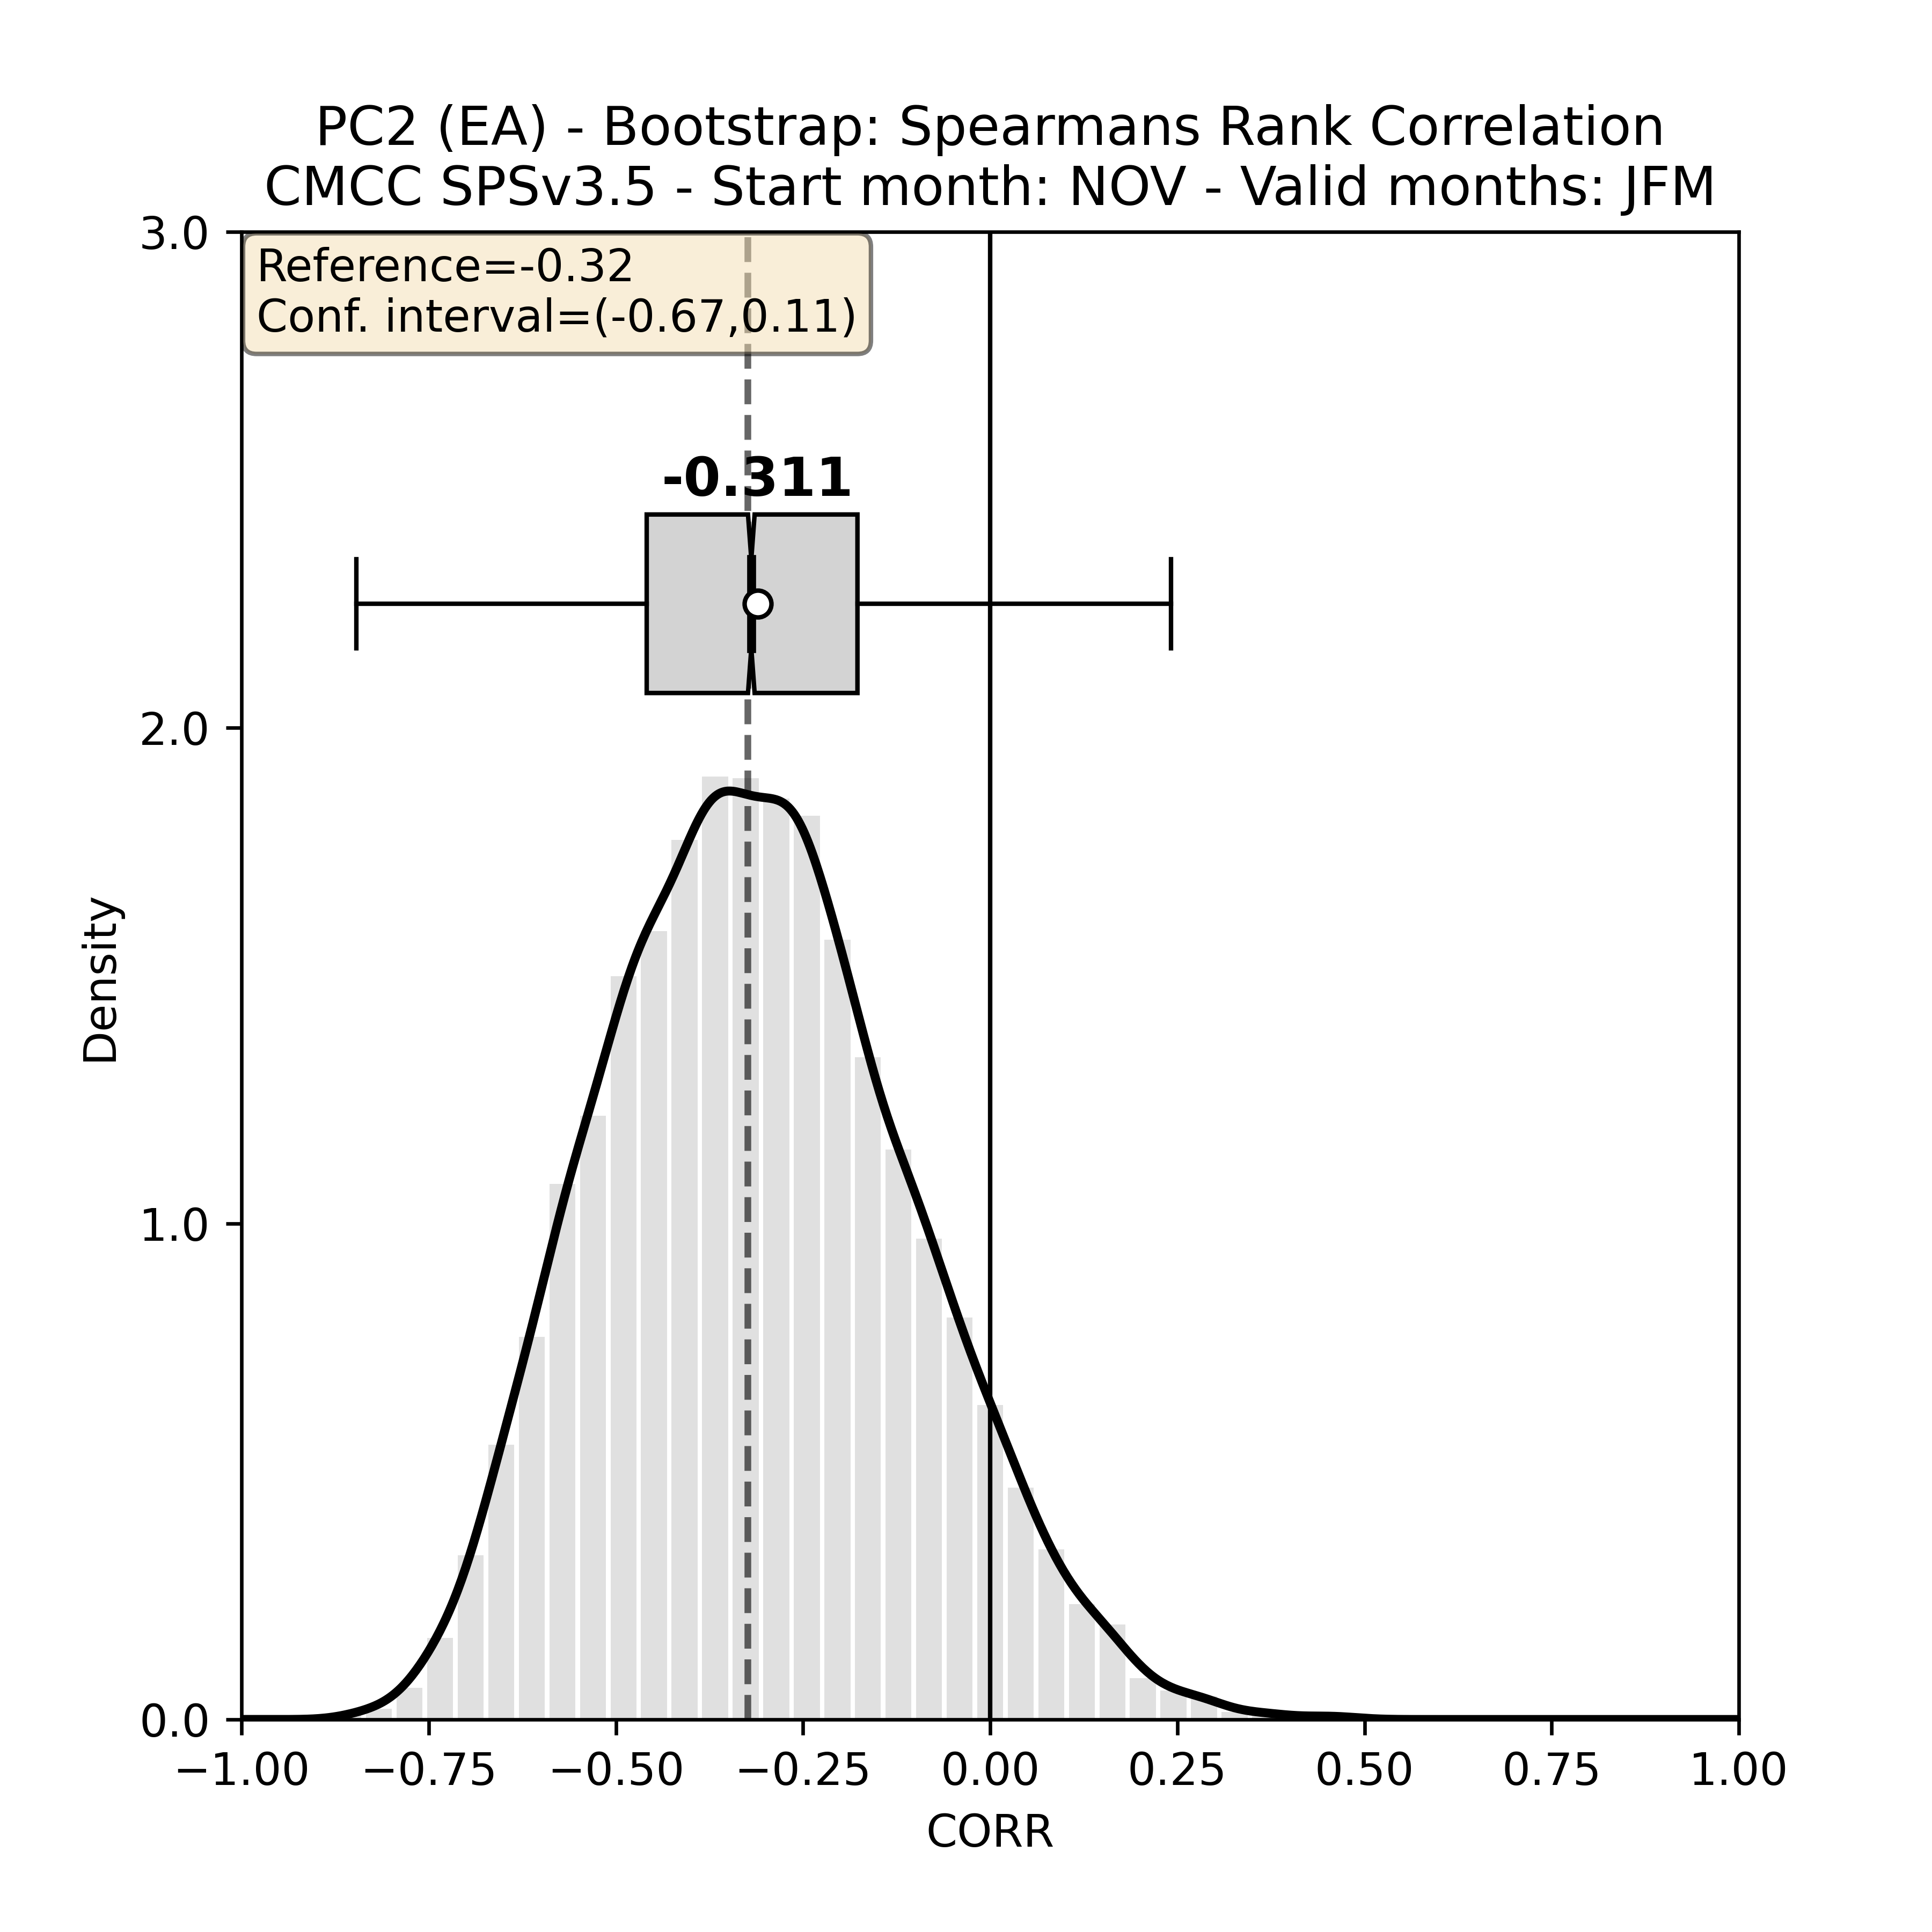 PC2 (EA) - Bootstrap: Spearmans Rank Correlation
CMCC SPSv3.5 - Start month: NOV - Valid months: JFM
Reference=-0.32
Conf. interval=(-0.67,0.11)
-0.311
3.0
2.0
1.0
0.0
Density
−1.00 −0.75 −0.50 −0.25 0.00 0.25 0.50 0.75 1.00
CORR